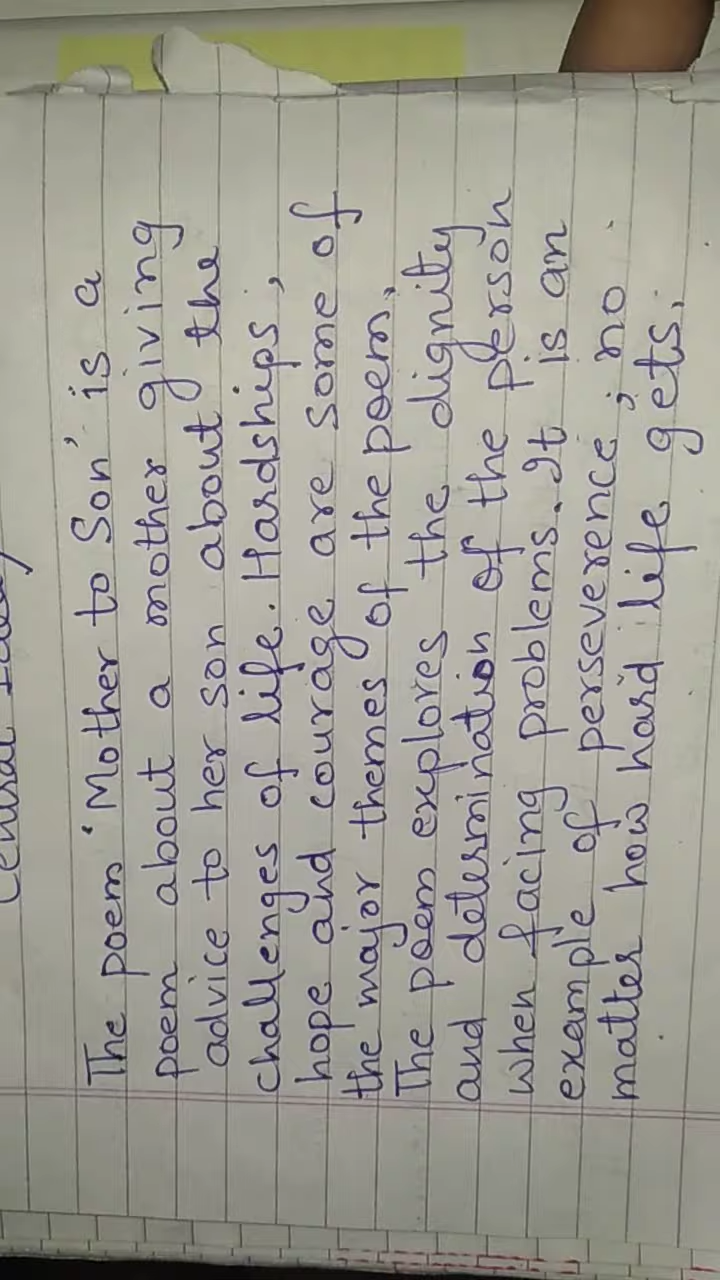 The poem 'Mother to Son' is a
poem about a mother giving
advice to her son about the
challenges of life. Hardships,
hope and courage are some of
the major themes of the poem.
The poem explores the dignity
and determination of the person
when facing problems. It is an
example of perseverence, no
matter how hard life gets.